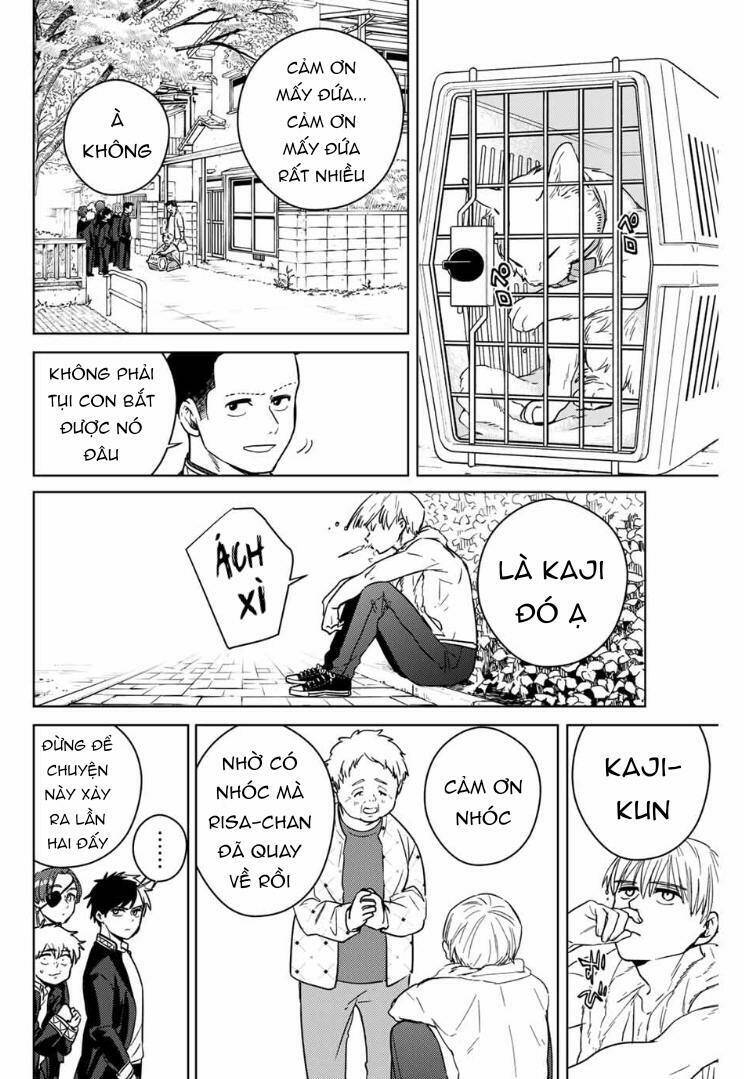 CẢM ƠN
MẤY ĐỨA...
CẢM ƠN
MẤY ĐỨA
RẤT NHIỀU
À
KHÔNG
KHÔNG PHẢI
TỤI CON BẮT
ĐƯỢC NÓ
ĐÂU
LÀ KAJI
ĐÓ Ạ
ÁCH
XÌ
KAJI-
KUN
CẢM ƠN
NHÓC
NHỜ CÓ
NHÓC MÀ
RISA-CHAN
ĐÃ QUAY
VỀ RỒI
......
ĐỪNG ĐỂ
CHUYỆN
NÀY XẢY
RA LẦN
HAI ĐẤY